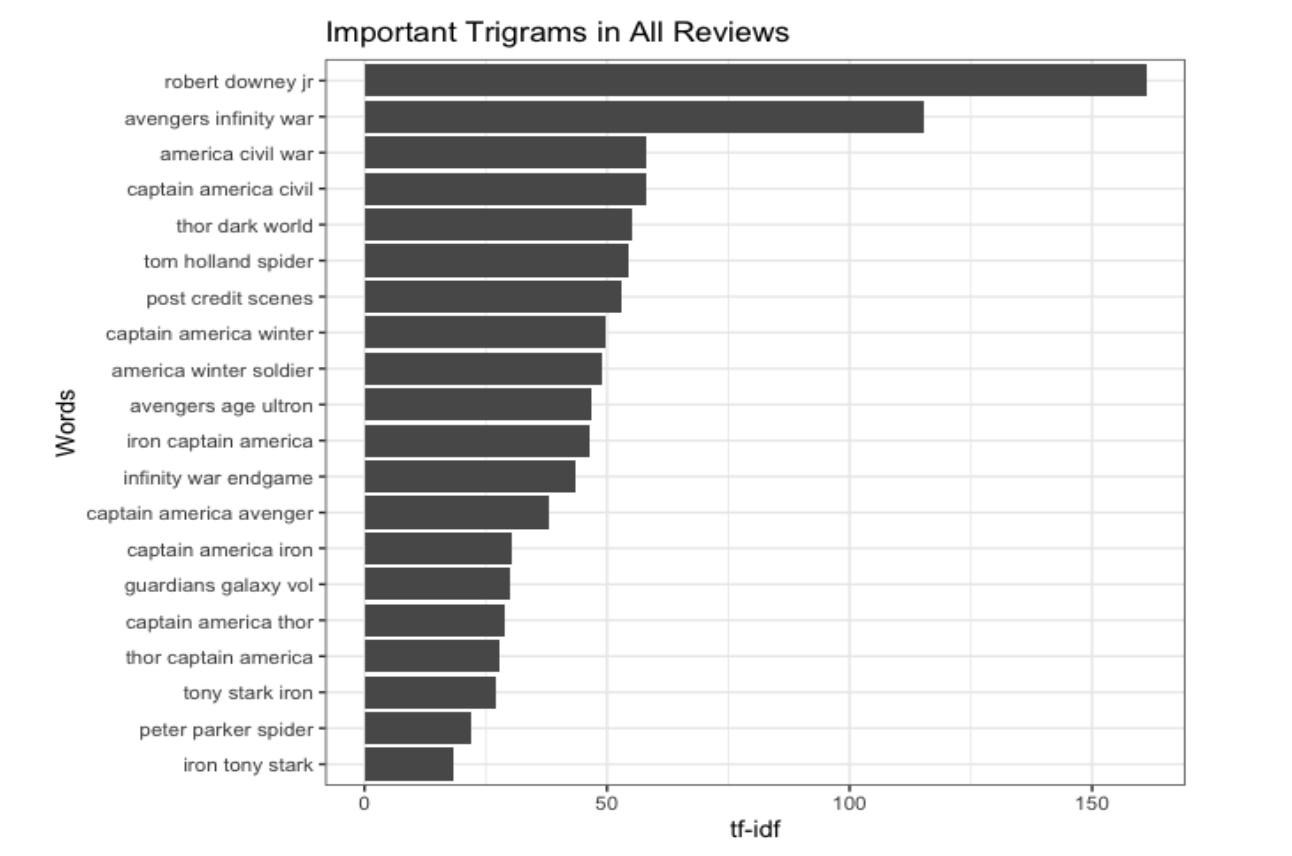 Important Trigrams in All Reviews
robert downey jr
avengers infinity war
america civil war
captain america civil
thor dark world
tom holland spider
post credit scenes
captain america winter
america winter soldier
avengers age ultron
iron captain america
infinity war endgame
captain america avenger
captain america iron
guardians galaxy vol
captain america thor
thor captain america
tony stark iron
peter parker spider
iron tony stark
Words
0 50 100 150
tf-idf